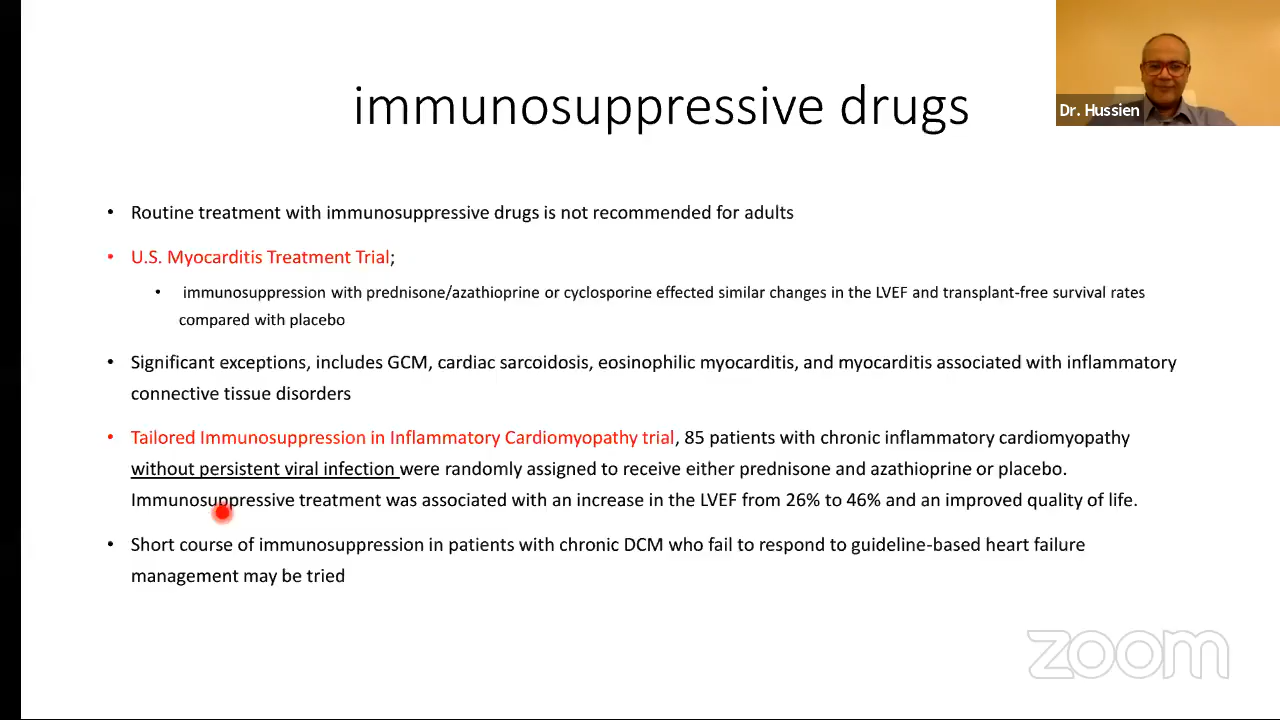 immunosuppressive drugs
Dr. Hussien
• Routine treatment with immunosuppressive drugs is not recommended for adults
• U.S. Myocarditis Treatment Trial;
• immunosuppression with prednisone/azathioprine or cyclosporine effected similar changes in the LVEF and transplant-free survival rates
compared with placebo
• Significant exceptions, includes GCM, cardiac sarcoidosis, eosinophilic myocarditis, and myocarditis associated with inflammatory
connective tissue disorders
• Tailored Immunosuppression in Inflammatory Cardiomyopathy trial, 85 patients with chronic inflammatory cardiomyopathy
without persistent viral infection were randomly assigned to receive either prednisone and azathioprine or placebo.
Immunosuppressive treatment was associated with an increase in the LVEF from 26% to 46% and an improved quality of life.
• Short course of immunosuppression in patients with chronic DCM who fail to respond to guideline-based heart failure
management may be tried
zoom